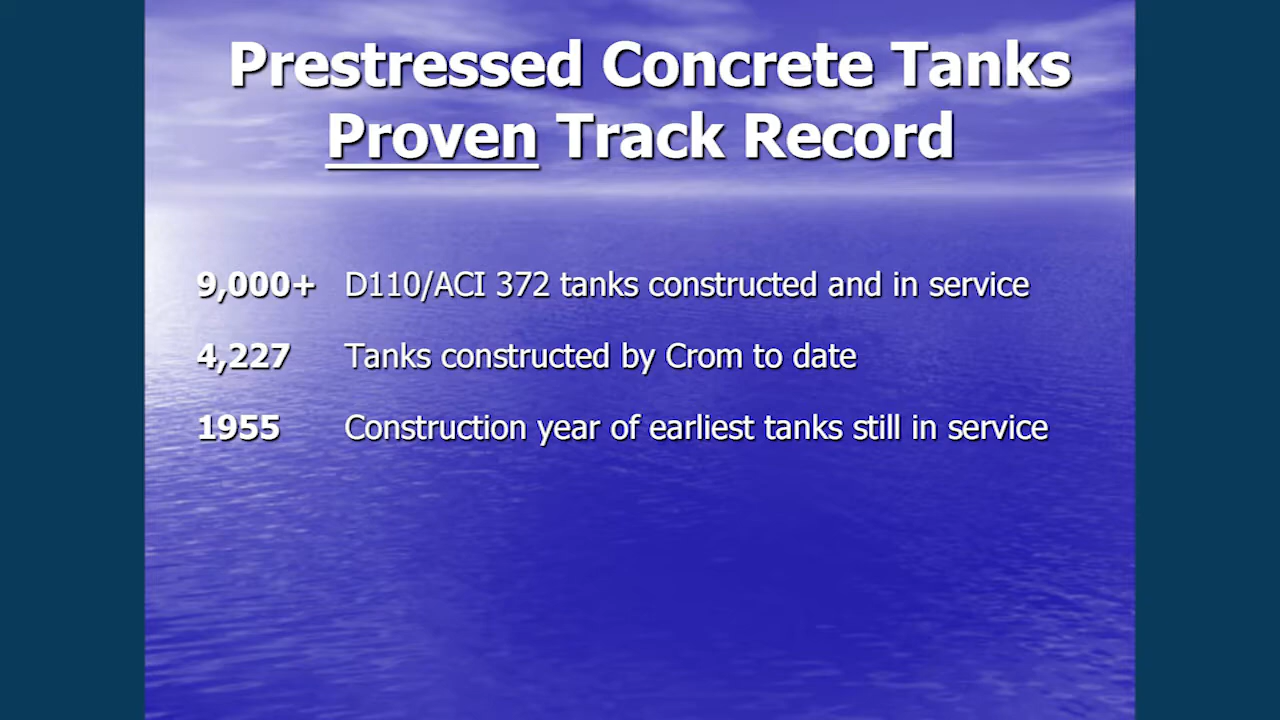 Prestressed Concrete Tanks
Proven Track Record
9,000+ D110/ACI 372 tanks constructed and in service
4,227 Tanks constructed by Crom to date
1955 Construction year of earliest tanks still in service